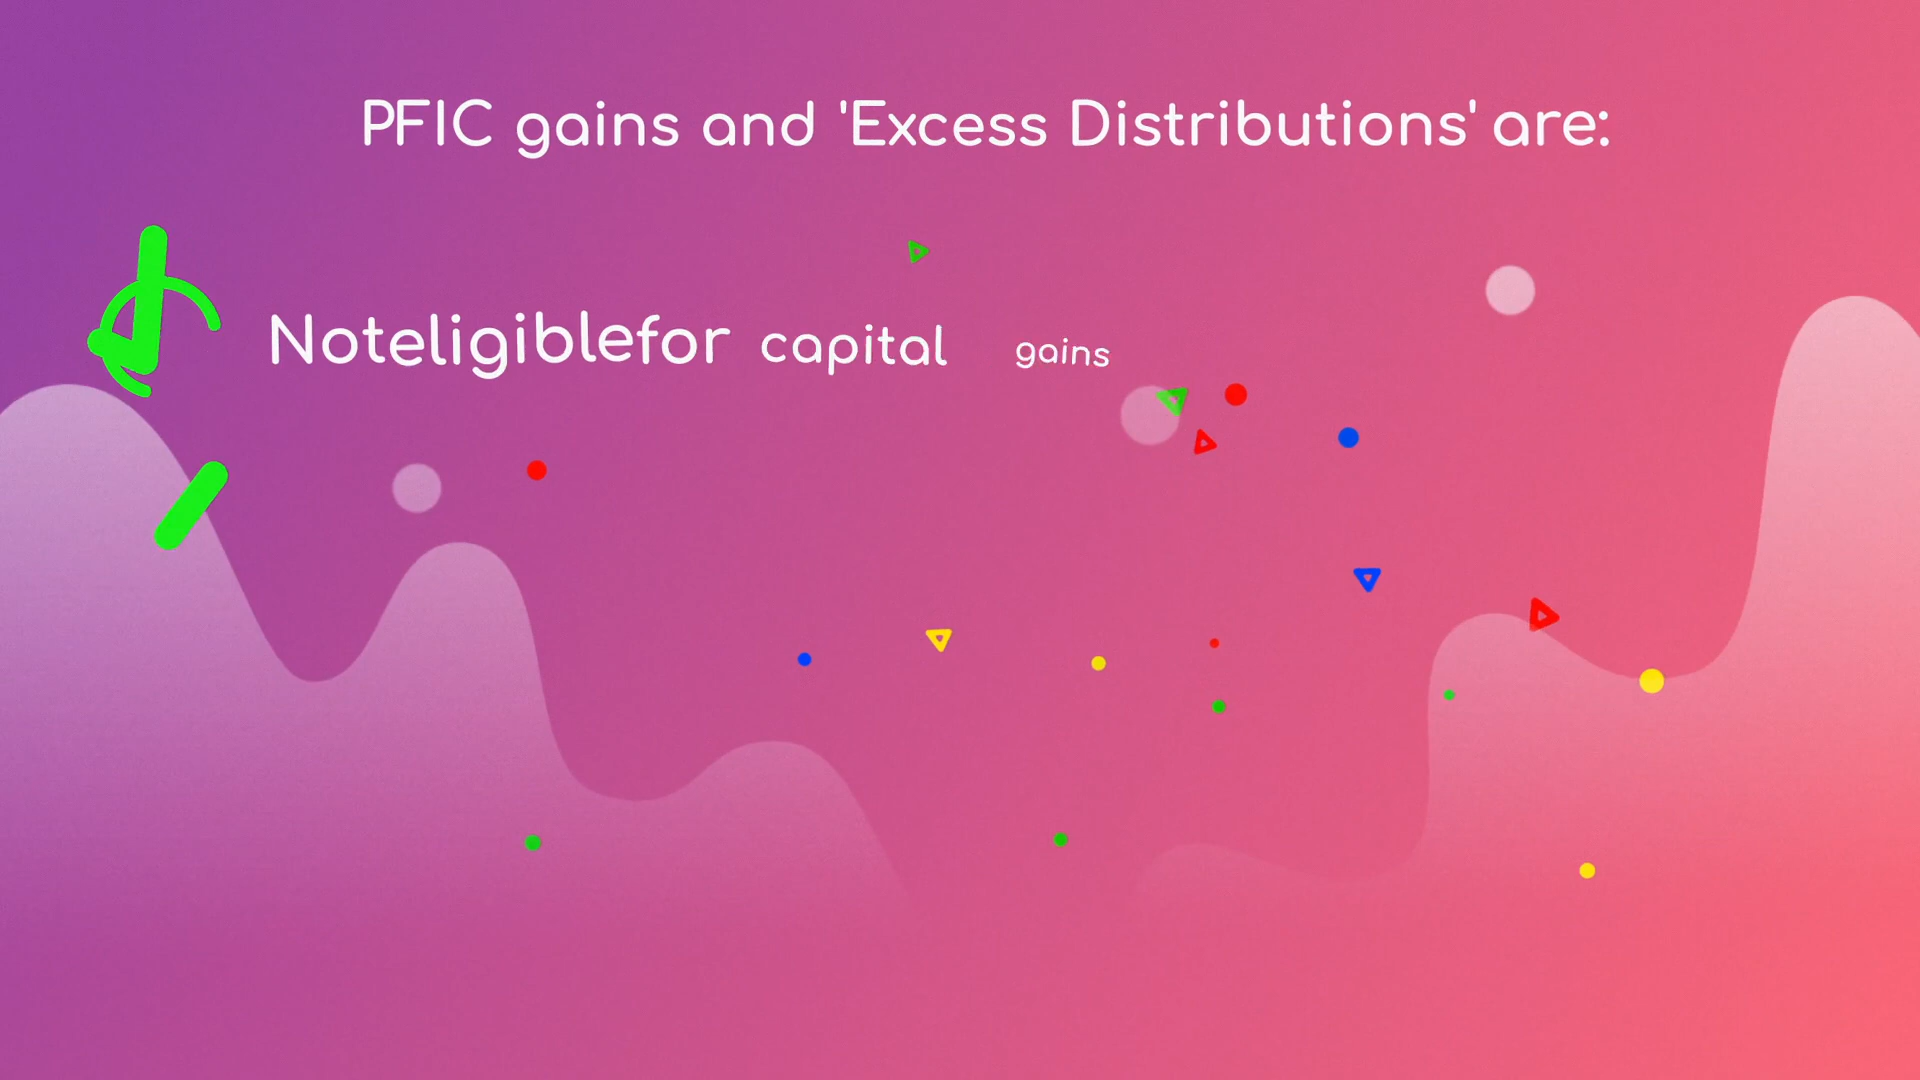 PFIC gains and 'Excess Distributions' are:
Noteligiblefor capital gains